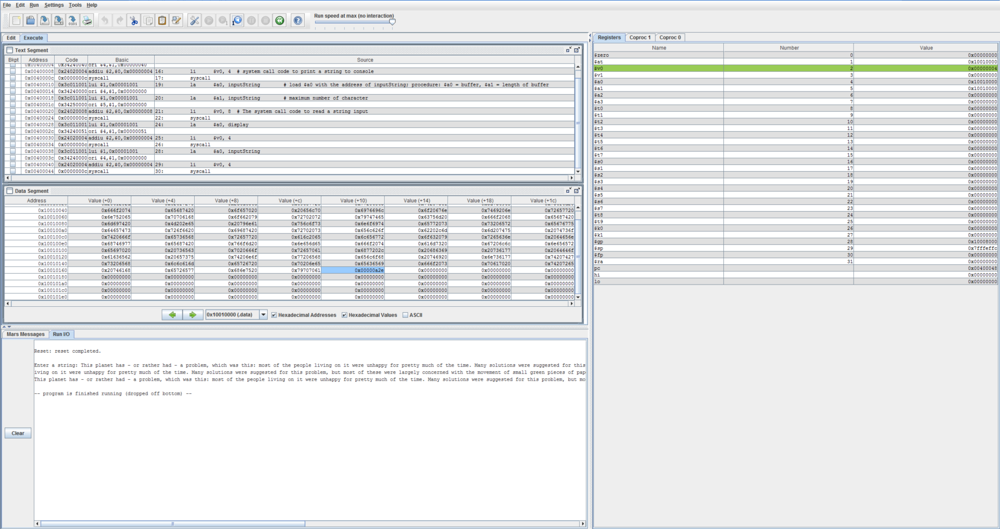 File Edit Run Settings Tools Help
Run speed at max (no interaction)
Edit Execute
Text Segment
Bkpt Address Code Basic Source
0x00400004 0x34240040 ori $4,$1,0x00000040
0x00400008 0x24020004 addiu $2,$0,0x00000004 16: li $v0, 4 # system call code to print a string to console
0x0040000c 0x0000000c syscall 17: syscall
0x00400010 0x3c011001 lui $1,0x00001001 19: la $a0, inputString # load $a0 with the address of inputString; procedure: $a0 = buffer, $a1 = length of buffer
0x00400014 0x34240000 ori $4,$1,0x00000000
0x00400018 0x3c011001 lui $1,0x00001001 20: la $a1, inputString # maximum number of character
0x0040001c 0x34250000 ori $5,$1,0x00000000
0x00400020 0x24020008 addiu $2,$0,0x00000008 21: li $v0, 8 # The system call code to read a string input
0x00400024 0x0000000c syscall 22: syscall
0x00400028 0x3c011001 lui $1,0x00001001 24: la $a0, display
0x0040002c 0x34240051 ori $4,$1,0x00000051
0x00400030 0x24020004 addiu $2,$0,0x00000004 25: li $v0, 4
0x00400034 0x0000000c syscall 26: syscall
0x00400038 0x3c011001 lui $1,0x00001001 28: la $a0, inputString
0x0040003c 0x34240000 ori $4,$1,0x00000000
0x00400040 0x24020004 addiu $2,$0,0x00000004 29: li $v0, 4
0x00400044 0x0000000c syscall 30: syscall
Data Segment
Address Value (+0) Value (+4) Value (+8) Value (+c) Value (+10) Value (+14) Value (+18) Value (+1c)
0x10010040 0x666f2074 0x65687420 0x6f657020 0x20656c70 0x6976696c 0x6f20676e 0x7469206e 0x72657720
0x10010060 0x6e752065 0x70706168 0x6f662079 0x72702072 0x79747465 0x63756d20 0x666f2068 0x65687420
0x10010080 0x6d697420 0x4d202e65 0x20796e61 0x756c6f73 0x6e6f6974 0x65772073 0x73206572 0x65676775
0x100100a0 0x64657473 0x726f6620 0x69687420 0x72702073 0x656c626f 0x62202c6d 0x6d207475 0x2074736f
0x100100c0 0x7420666f 0x65736568 0x72657720 0x616c2065 0x6c656772 0x6f632079 0x7265636e 0x2064656e
0x100100e0 0x68746977 0x65687420 0x766f6d20 0x6e656d65 0x666f2074 0x616d7320 0x67206c6c 0x6e656572
0x10010100 0x65697020 0x20736563 0x7020666f 0x72657061 0x6877202c 0x20686369 0x20736177 0x2064646f
0x10010120 0x61636562 0x20657375 0x74206e6f 0x77206568 0x656c6f68 0x20746920 0x6e736177 0x74207427
0x10010140 0x73206568 0x6c6c616d 0x65726720 0x70206e65 0x65636569 0x666f2073 0x70617020 0x74207265
0x10010160 0x20746168 0x65726577 0x686e7520 0x79707061 0x00000a2e 0x00000000 0x00000000 0x00000000
0x10010180 0x00000000 0x00000000 0x00000000 0x00000000 0x00000000 0x00000000 0x00000000 0x00000000
0x100101a0 0x00000000 0x00000000 0x00000000 0x00000000 0x00000000 0x00000000 0x00000000 0x00000000
0x100101c0 0x00000000 0x00000000 0x00000000 0x00000000 0x00000000 0x00000000 0x00000000 0x00000000
0x100101e0 0x00000000 0x00000000 0x00000000 0x00000000 0x00000000 0x00000000 0x00000000 0x00000000
0x10010000 (.data) Hexadecimal Addresses Hexadecimal Values ASCII
Mars Messages Run I/O
Reset: reset completed.
Enter a string: This planet has - or rather had - a problem, which was this: most of the people living on it were unhappy for pretty much of the time. Many solutions were suggested for this
iving on it were unhappy for pretty much of the time. Many solutions were suggested for this problem, but most of these were largely concerned with the movement of small green pieces of pap
This planet has - or rather had - a problem, which was this: most of the people living on it were unhappy for pretty much of the time. Many solutions were suggested for this problem, but mo
-- program is finished running (dropped off bottom) --
Clear
Registers Coproc 1 Coproc 0
Name Number Value
$zero 0 0x00000000
$at 1 0x10010000
$v0 2 0x00000004
$v1 3 0x00000000
$a0 4 0x10010000
$a1 5 0x10010000
$a2 6 0x00000000
$a3 7 0x00000000
$t0 8 0x00000000
$t1 9 0x00000000
$t2 10 0x00000000
$t3 11 0x00000000
$t4 12 0x00000000
$t5 13 0x00000000
$t6 14 0x00000000
$t7 15 0x00000000
$s0 16 0x00000000
$s1 17 0x00000000
$s2 18 0x00000000
$s3 19 0x00000000
$s4 20 0x00000000
$s5 21 0x00000000
$s6 22 0x00000000
$s7 23 0x00000000
$t8 24 0x00000000
$t9 25 0x00000000
$k0 26 0x00000000
$k1 27 0x00000000
$gp 28 0x10008000
$sp 29 0x7fffeffc
$fp 30 0x00000000
$ra 31 0x00000000
pc 0x00400048
hi 0x00000000
lo 0x00000000